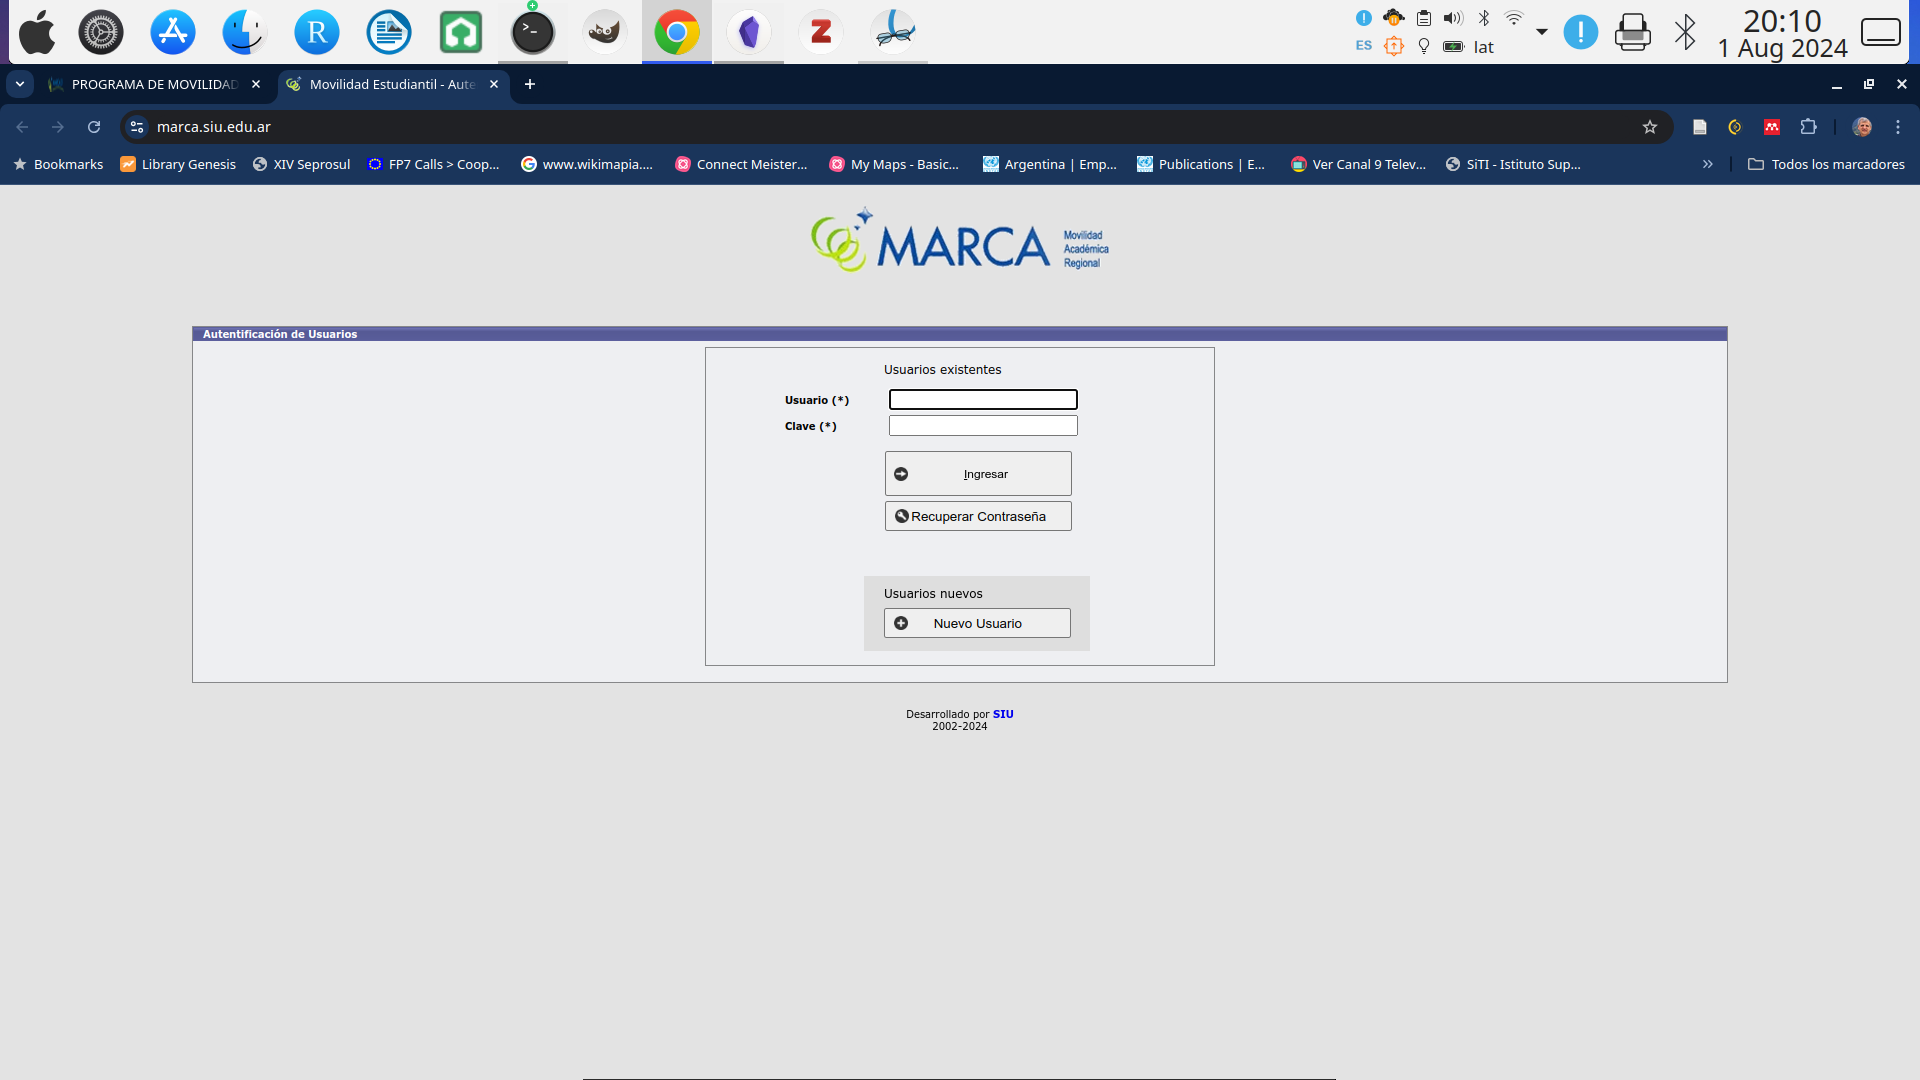 R
>_
Z
ES
lat
20:10
1 Aug 2024
PROGRAMA DE MOVILIDAD
Movilidad Estudiantil - Aute
marca.siu.edu.ar
Bookmarks
Library Genesis
XIV Seprosul
FP7 Calls > Coop...
www.wikimapia....
Connect Meister...
My Maps - Basic...
Argentina | Emp...
Publications | E...
Ver Canal 9 Telev...
SiTI - Istituto Sup...
»
Todos los marcadores
MARCA
Movilidad
Académica
Regional
Autentificación de Usuarios
Usuarios existentes
Usuario (*)
Clave (*)
Ingresar
Recuperar Contraseña
Usuarios nuevos
Nuevo Usuario
Desarrollado por SIU
2002-2024